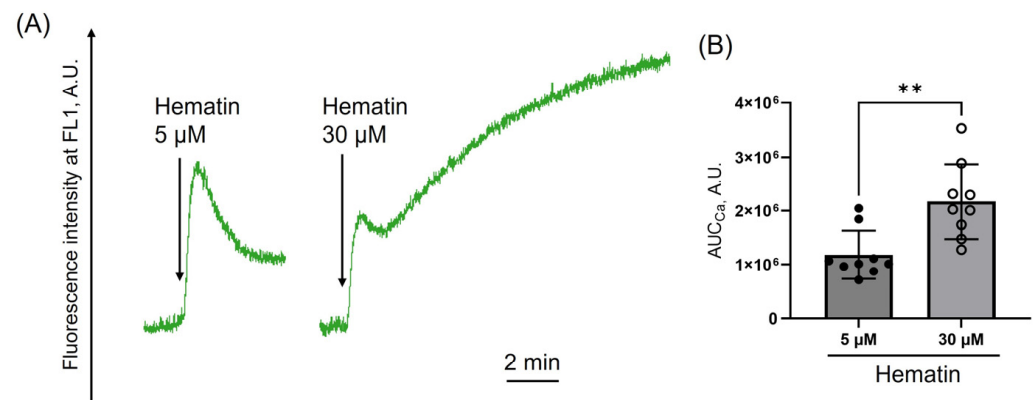 (A)
Fluorescence intensity at FL1, A.U.
Hematin
5 µM
Hematin
30 µM
2 min
(B)
**
AUCCa, A.U.
4×10⁶
3×10⁶
2×10⁶
1×10⁶
0
5 µM
30 µM
Hematin